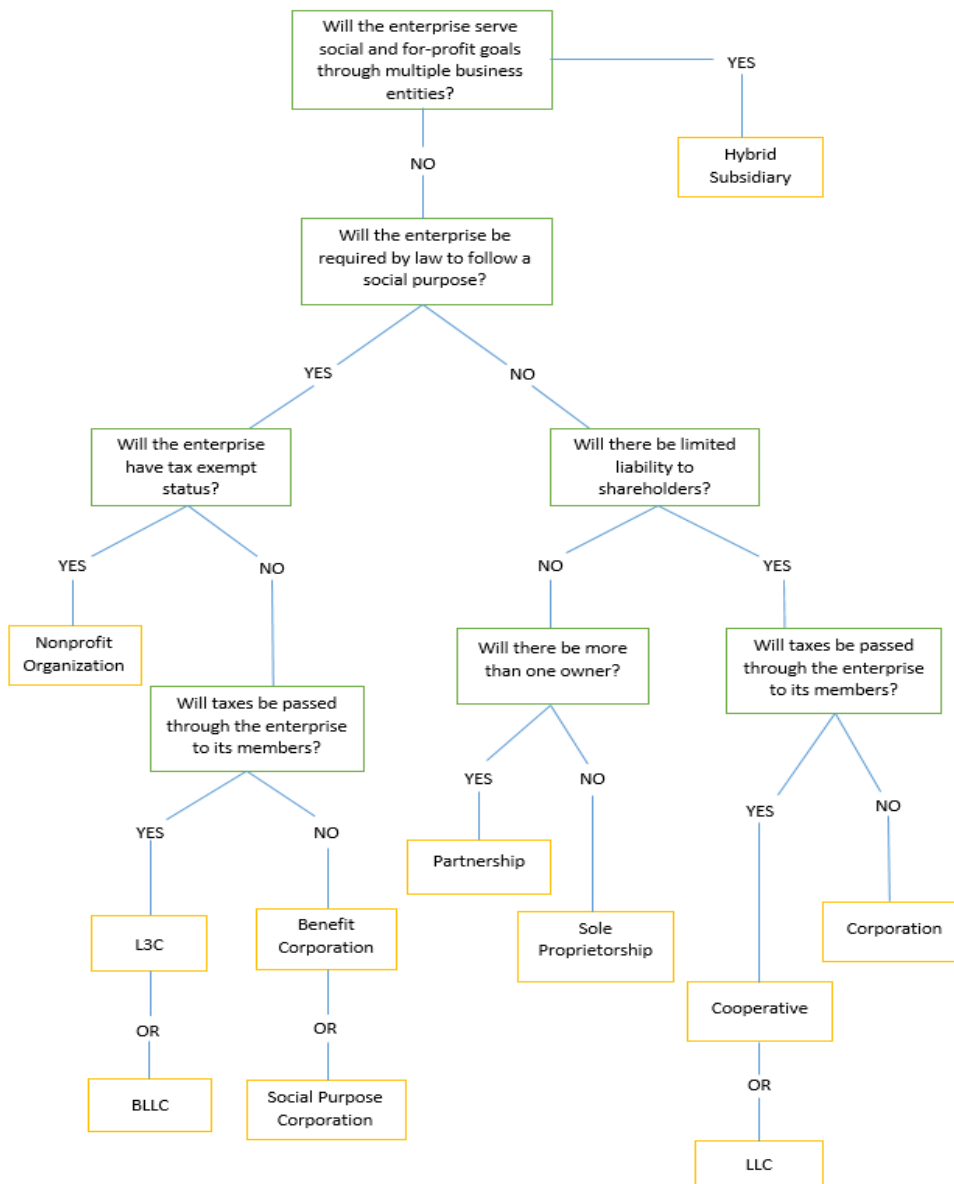 Will the enterprise serve
social and for-profit goals
through multiple business
entities?
YES
Hybrid
Subsidiary
NO
Will the enterprise be
required by law to follow a
social purpose?
YES
NO
Will the enterprise
have tax exempt
status?
Will there be limited
liability to
shareholders?
YES
NO
NO
YES
Nonprofit
Organization
Will there be more
than one owner?
Will taxes be passed
through the enterprise
to its members?
Will taxes be passed
through the enterprise
to its members?
YES
NO
YES
NO
YES
NO
Partnership
L3C
Benefit
Corporation
Sole
Proprietorship
Corporation
Cooperative
OR
OR
BLLC
Social Purpose
Corporation
OR
LLC